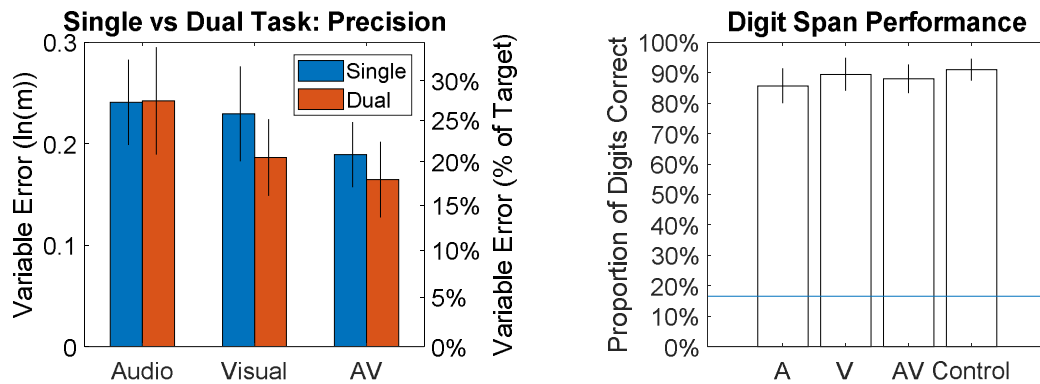 Single vs Dual Task: Precision
Variable Error (ln(m))
0.3
0.2
0.1
0
Single
Dual
30%
25%
20%
15%
10%
5%
0%
Variable Error (% of Target)
Audio
Visual
AV
Digit Span Performance
Proportion of Digits Correct
100%
90%
80%
70%
60%
50%
40%
30%
20%
10%
0%
A
V
AV
Control